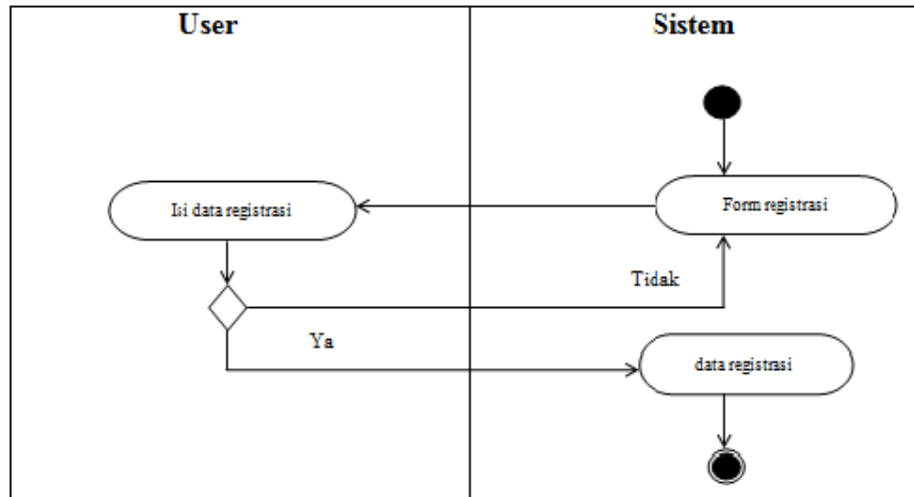 User
Sistem
Isi data registrasi
Form registrasi
Tidak
Ya
data registrasi